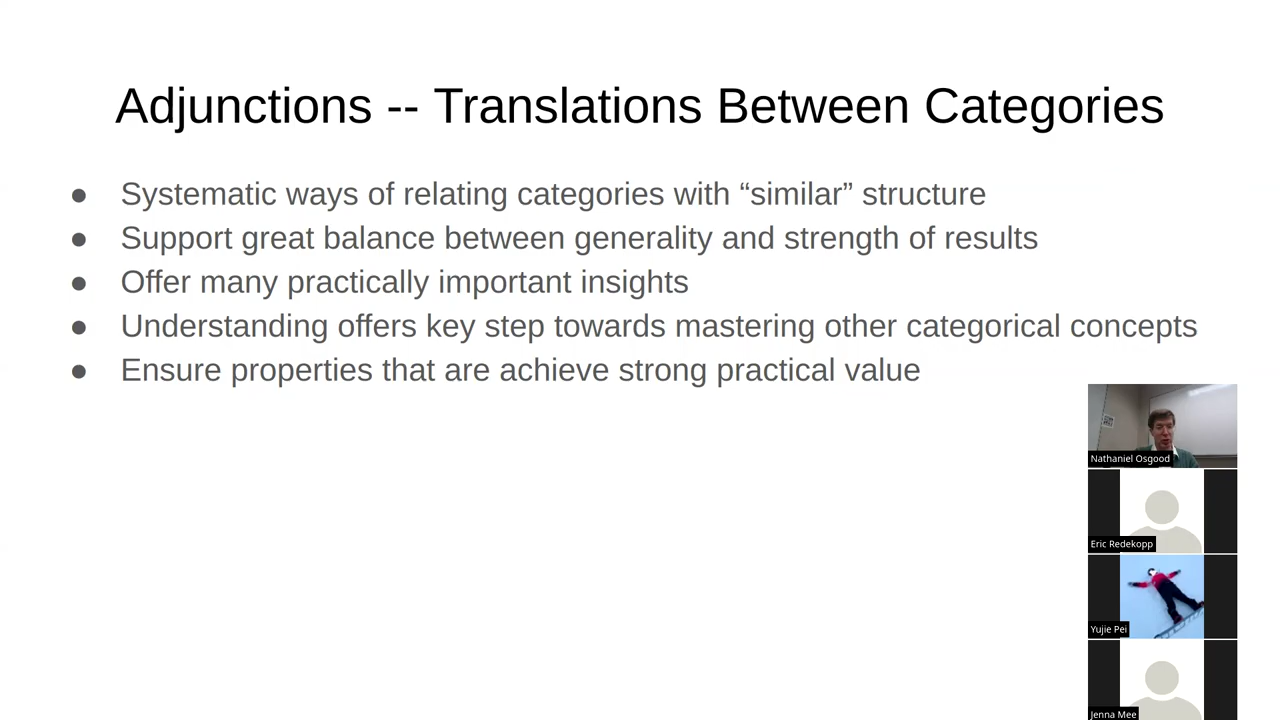 Adjunctions -- Translations Between Categories
● Systematic ways of relating categories with “similar” structure
● Support great balance between generality and strength of results
● Offer many practically important insights
● Understanding offers key step towards mastering other categorical concepts
● Ensure properties that are achieve strong practical value
Nathaniel Osgood
Eric Redekopp
Yujie Pei
Jenna Mee